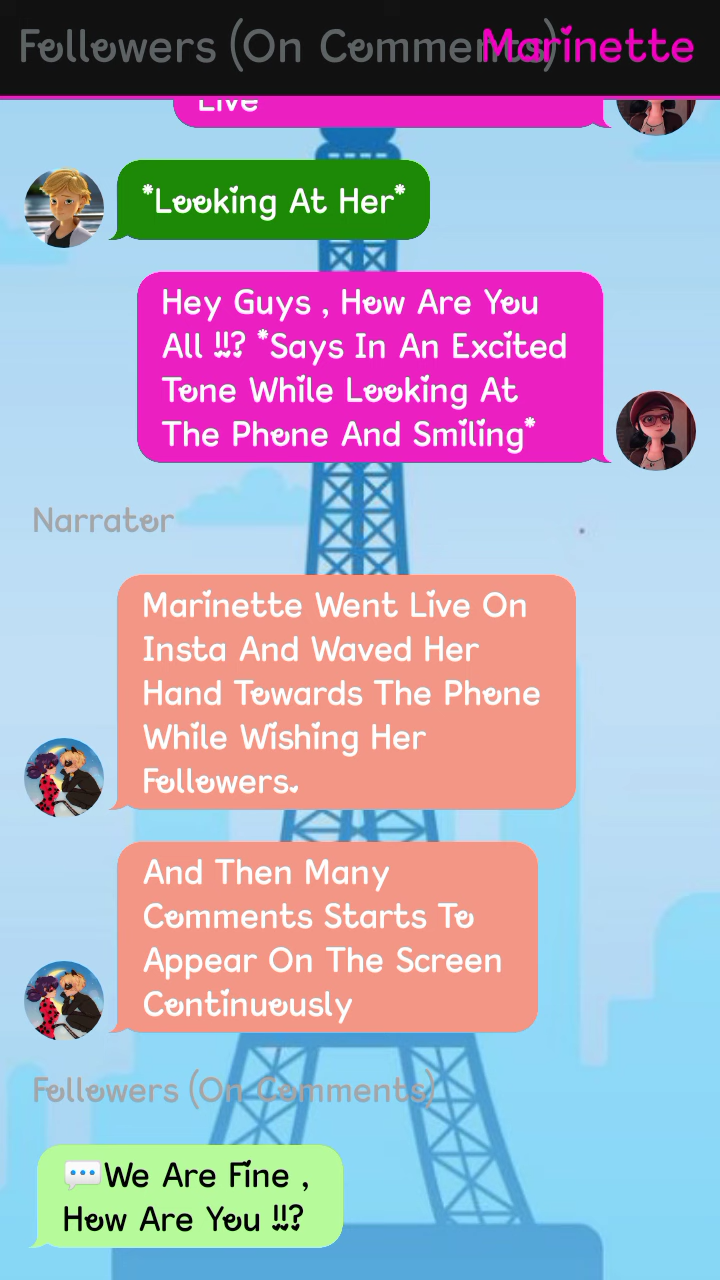 Followers (On Comments)
Marinette
Live
*Looking At Her*
Hey Guys , How Are You
All !!? *Says In An Excited
Tone While Looking At
The Phone And Smiling*
Narrator
Marinette Went Live On
Insta And Waved Her
Hand Towards The Phone
While Wishing Her
Followers.
And Then Many
Comments Starts To
Appear On The Screen
Continuously
Followers (On Comments)
💬We Are Fine ,
How Are You !!?